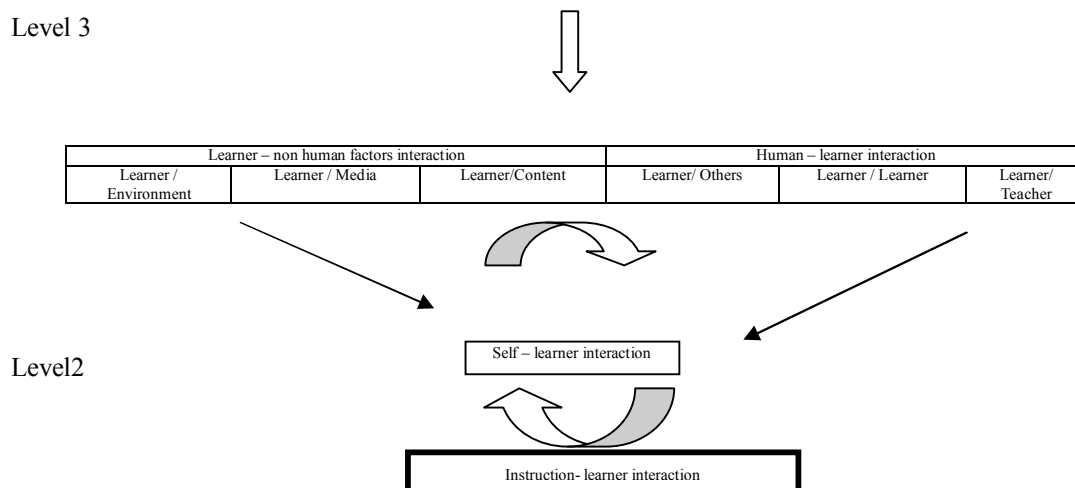 Level 3
Learner – non human factors interaction
Human – learner interaction
Learner /
Environment
Learner / Media
Learner/Content
Learner/ Others
Learner / Learner
Learner/
Teacher
Self – learner interaction
Level2
Instruction- learner interaction